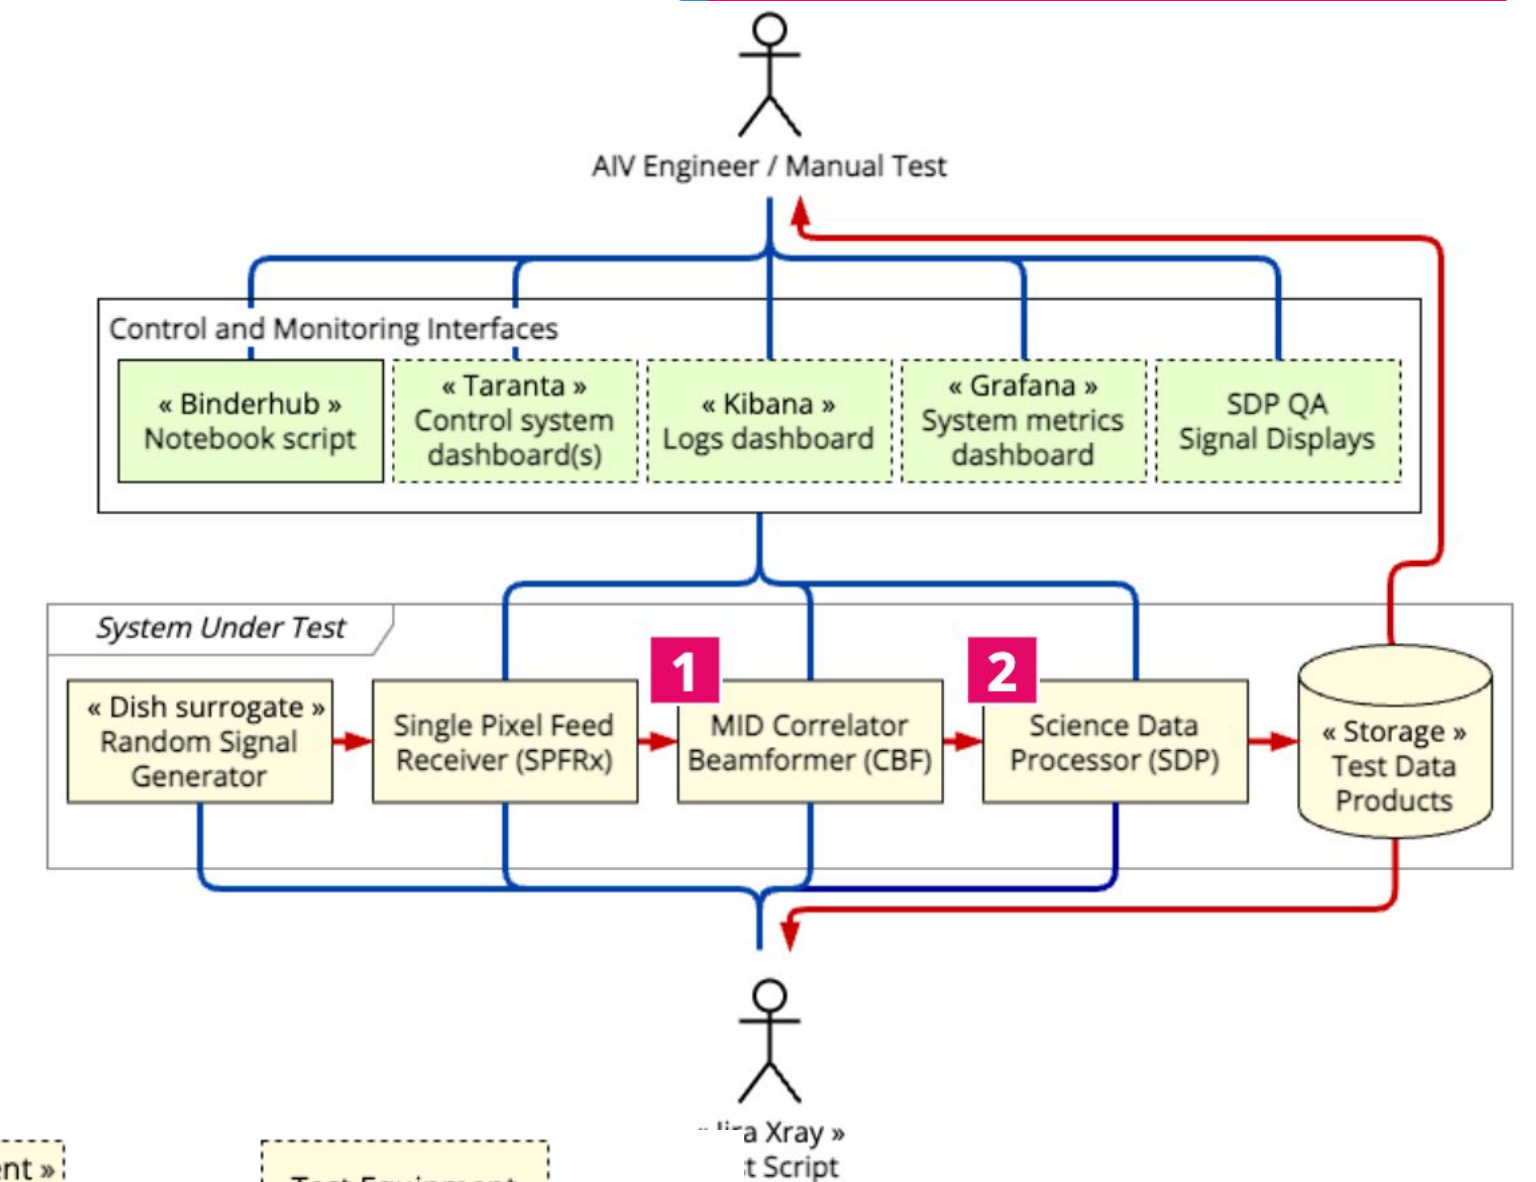 AIV Engineer / Manual Test
Control and Monitoring Interfaces
« Binderhub »
Notebook script
« Taranta »
Control system
dashboard(s)
« Kibana »
Logs dashboard
« Grafana »
System metrics
dashboard
SDP QA
Signal Displays
System Under Test
« Dish surrogate »
Random Signal
Generator
1
Single Pixel Feed
Receiver (SPFRx)
MID Correlator
Beamformer (CBF)
2
Science Data
Processor (SDP)
« Storage »
Test Data
Products
Xray »
Script
Test Equipment